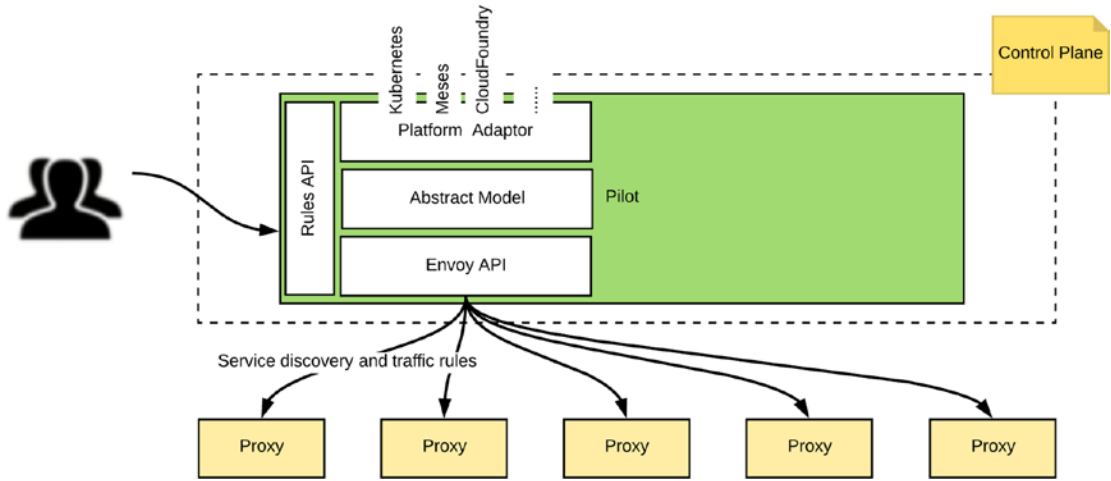 Control Plane
Kubernetes
Meses
CloudFoundry
Platform Adaptor
Rules API
Abstract Model
Pilot
Envoy API
Service discovery and traffic rules
Proxy
Proxy
Proxy
Proxy
Proxy